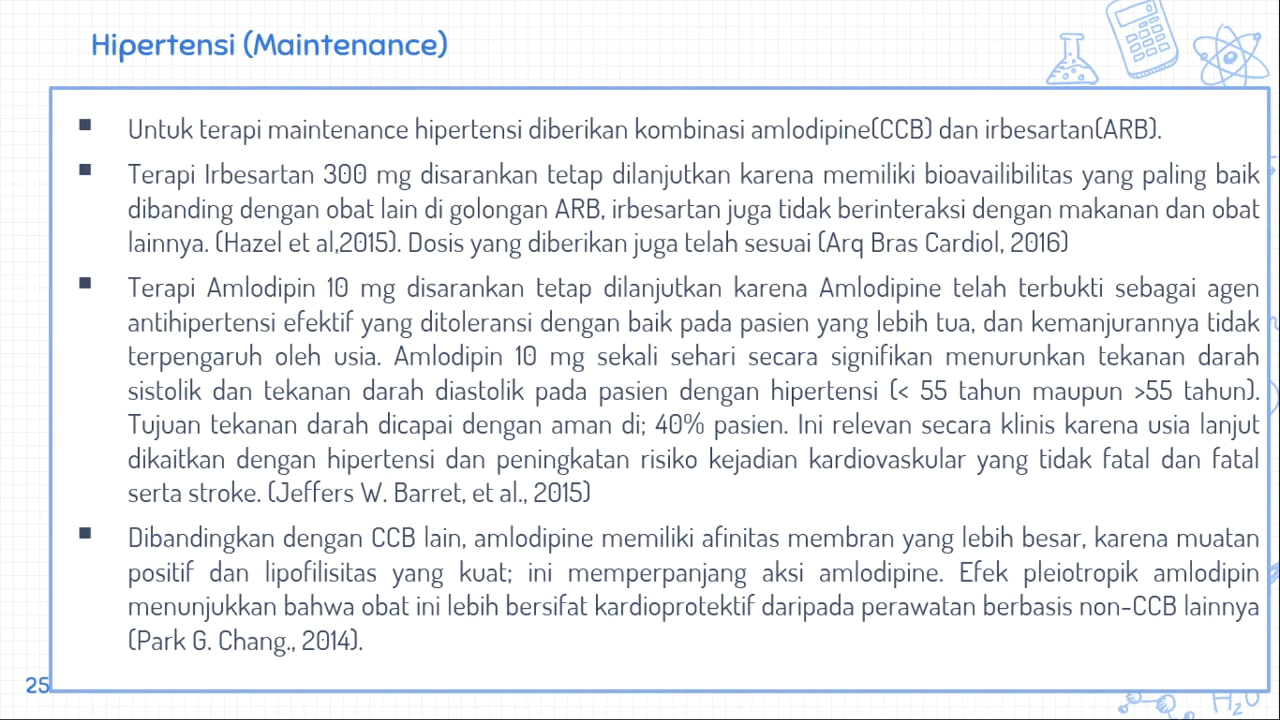 Hipertensi (Maintenance)
▪ Untuk terapi maintenance hipertensi diberikan kombinasi amlodipine(CCB) dan irbesartan(ARB).
▪ Terapi Irbesartan 300 mg disarankan tetap dilanjutkan karena memiliki bioavailibilitas yang paling baik
dibanding dengan obat lain di golongan ARB, irbesartan juga tidak berinteraksi dengan makanan dan obat
lainnya. (Hazel et al,2015). Dosis yang diberikan juga telah sesuai (Arq Bras Cardiol, 2016)
▪ Terapi Amlodipin 10 mg disarankan tetap dilanjutkan karena Amlodipine telah terbukti sebagai agen
antihipertensi efektif yang ditoleransi dengan baik pada pasien yang lebih tua, dan kemanjurannya tidak
terpengaruh oleh usia. Amlodipin 10 mg sekali sehari secara signifikan menurunkan tekanan darah
sistolik dan tekanan darah diastolik pada pasien dengan hipertensi (< 55 tahun maupun >55 tahun).
Tujuan tekanan darah dicapai dengan aman di; 40% pasien. Ini relevan secara klinis karena usia lanjut
dikaitkan dengan hipertensi dan peningkatan risiko kejadian kardiovaskular yang tidak fatal dan fatal
serta stroke. (Jeffers W. Barret, et al., 2015)
▪ Dibandingkan dengan CCB lain, amlodipine memiliki afinitas membran yang lebih besar, karena muatan
positif dan lipofilisitas yang kuat; ini memperpanjang aksi amlodipine. Efek pleiotropik amlodipin
menunjukkan bahwa obat ini lebih bersifat kardioprotektif daripada perawatan berbasis non-CCB lainnya
(Park G. Chang., 2014).
25
H₂O